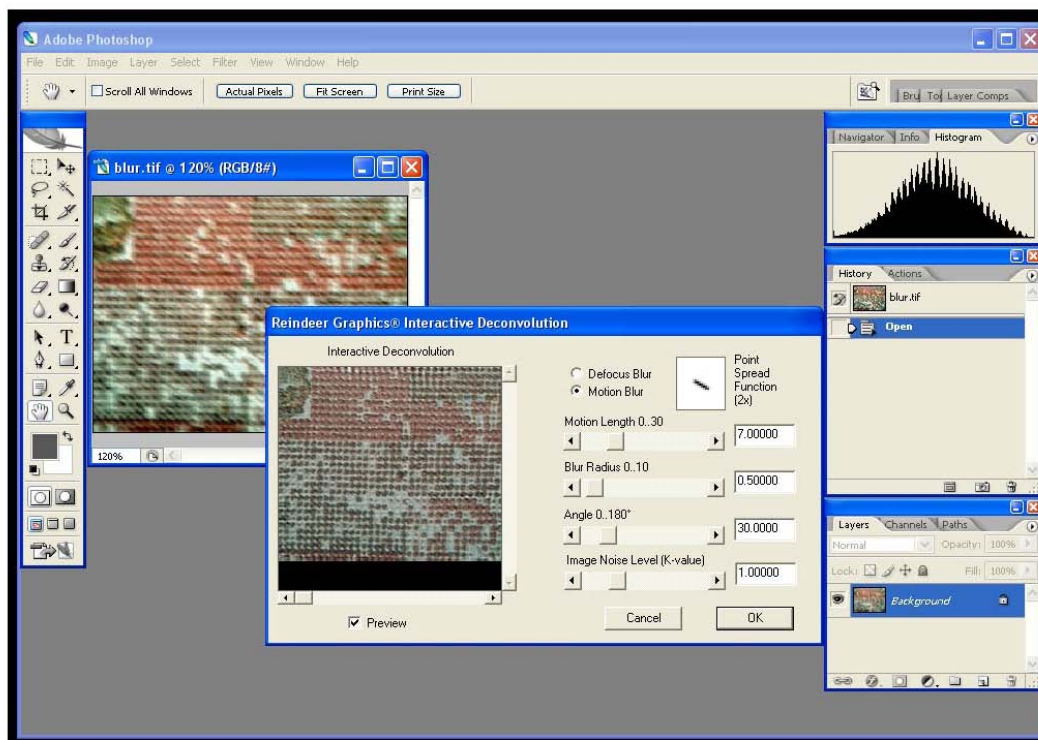 Adobe Photoshop
File Edit Image Layer Select Filter View Window Help
Scroll All Windows Actual Pixels Fit Screen Print Size
Bru To Layer Comps
Navigator Info Histogram
blur.tif @ 120% (RGB/8#)
120%
History Actions
blur.tif
Open
Reindeer Graphics® Interactive Deconvolution
Interactive Deconvolution
Preview
Defocus Blur
Motion Blur
Point
Spread
Function
(2x)
Motion Length 0..30
7.00000
Blur Radius 0..10
0.50000
Angle 0..180°
30.0000
Image Noise Level (K-value)
1.00000
Cancel OK
Layers Channels Paths
Normal Opacity: 100%
Lock: Fill: 100%
Background